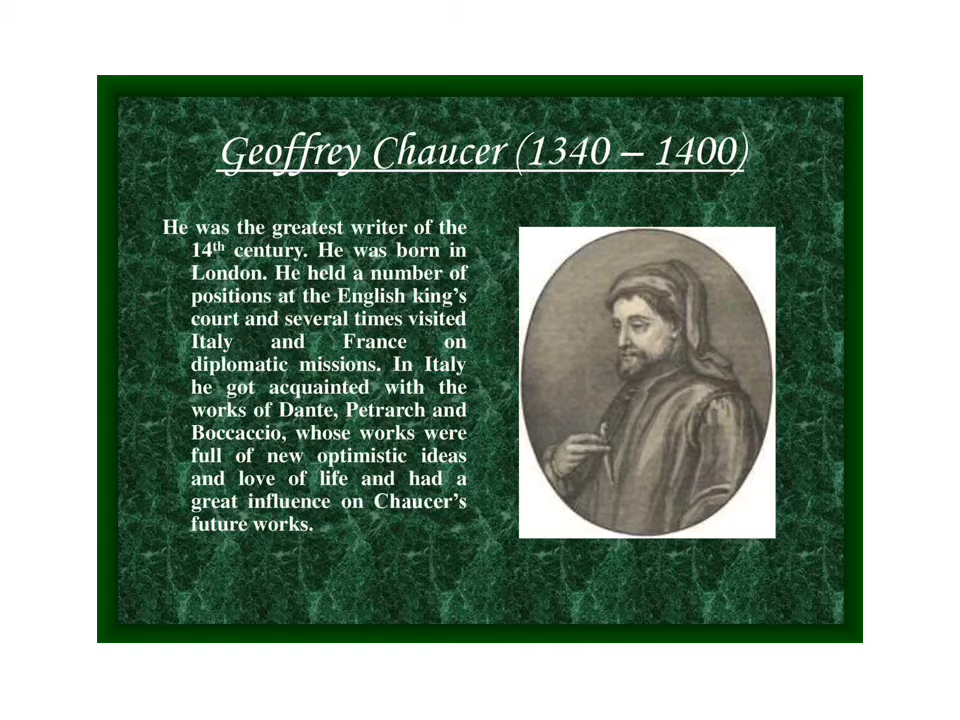 Geoffrey Chaucer (1340 – 1400)
He was the greatest writer of the
14th century. He was born in
London. He held a number of
positions at the English king's
court and several times visited
Italy and France on
diplomatic missions. In Italy
he got acquainted with the
works of Dante, Petrarch and
Boccaccio, whose works were
full of new optimistic ideas
and love of life and had a
great influence on Chaucer's
future works.